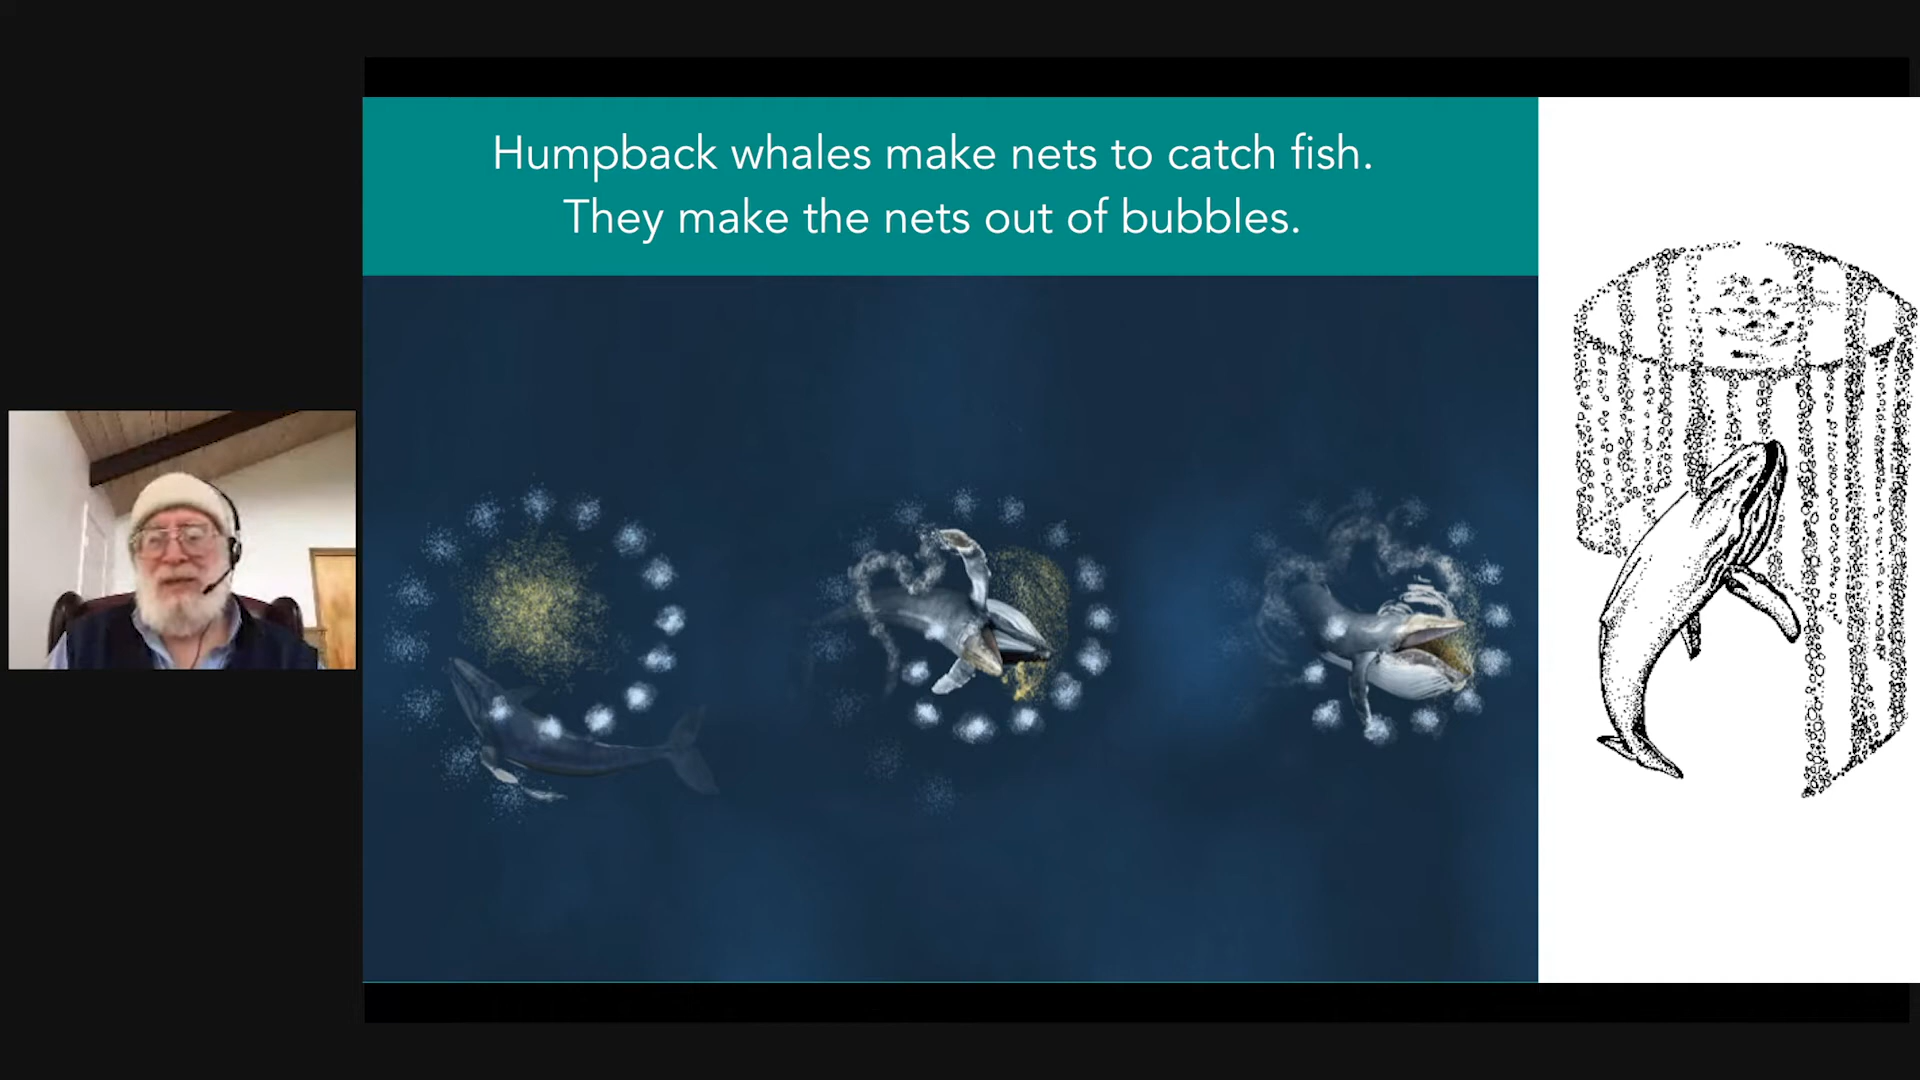 Humpback whales make nets to catch fish.
They make the nets out of bubbles.